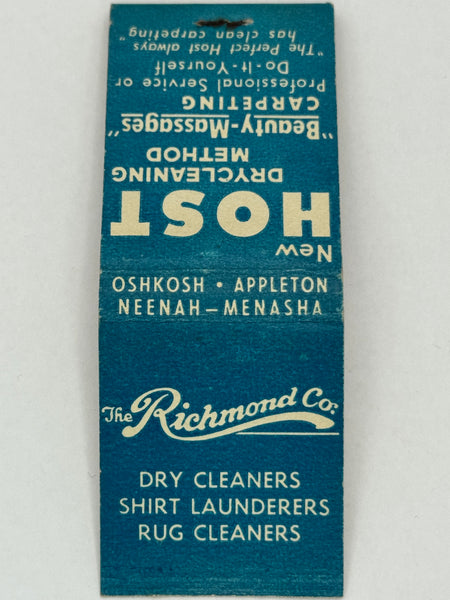 New
HOST
DRYCLEANING
METHOD
"Beauty-Massages"
CARPETING
Professional Service or
Do-It-Yourself
"The Perfect Host always
has clean carpeting"
OSHKOSH • APPLETON
NEENAH – MENASHA
The Richmond Co.
DRY CLEANERS
SHIRT LAUNDERERS
RUG CLEANERS